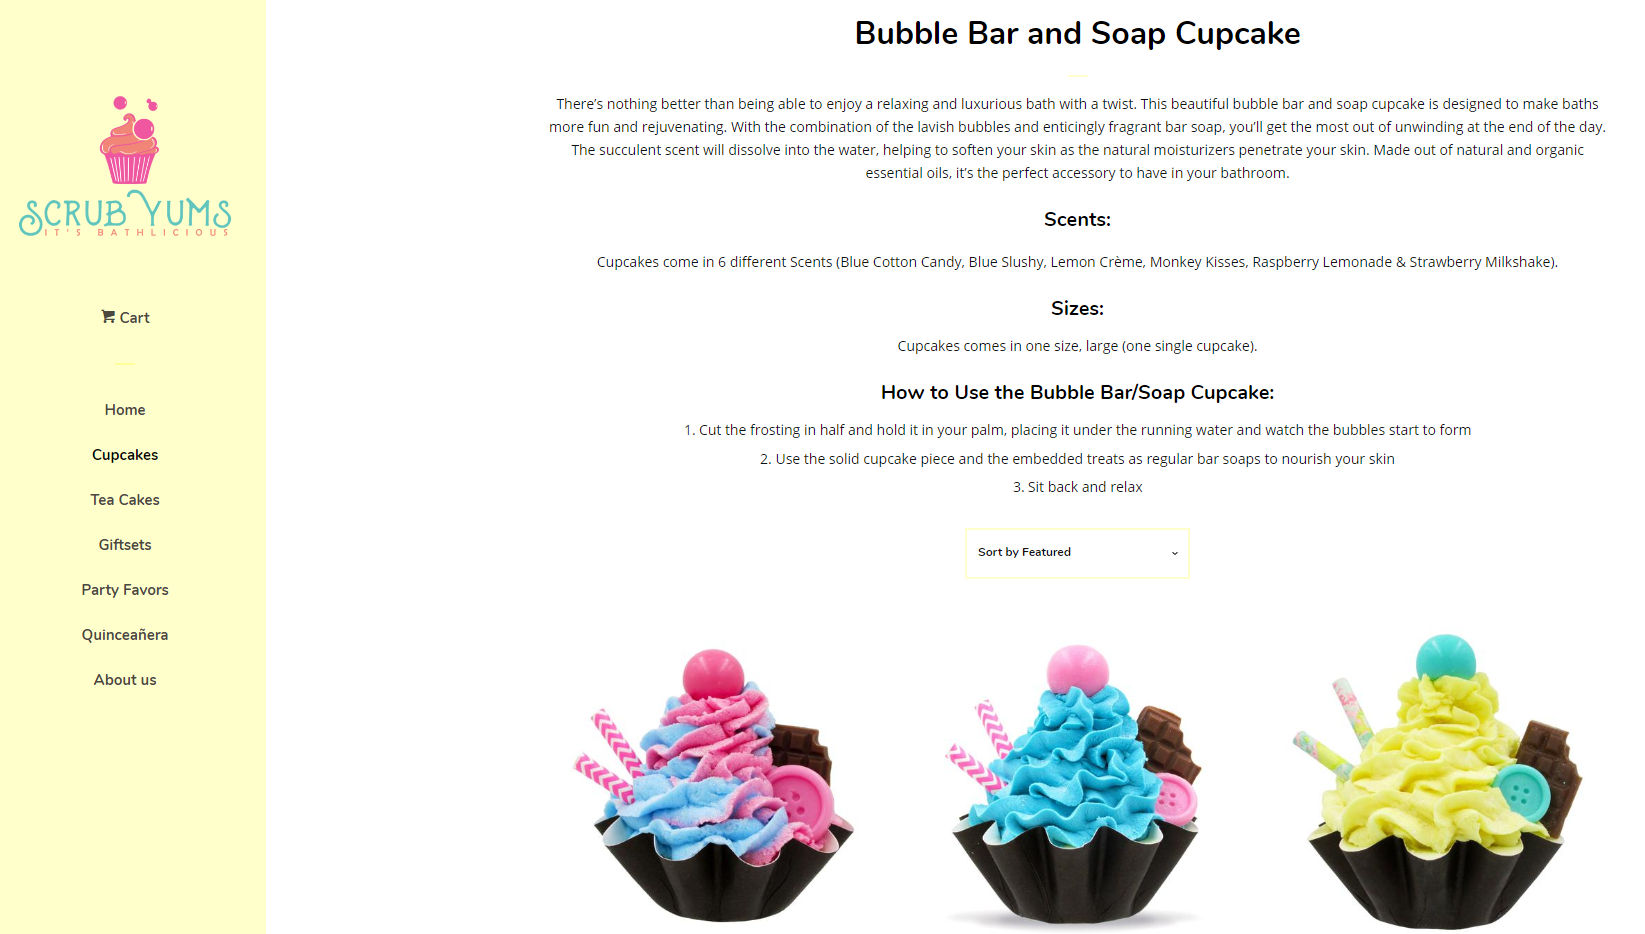 SCRUB YUMS
IT'S BATHLICIOUS
Cart
Home
Cupcakes
Tea Cakes
Giftsets
Party Favors
Quinceañera
About us
Bubble Bar and Soap Cupcake
There’s nothing better than being able to enjoy a relaxing and luxurious bath with a twist. This beautiful bubble bar and soap cupcake is designed to make baths
more fun and rejuvenating. With the combination of the lavish bubbles and enticingly fragrant bar soap, you’ll get the most out of unwinding at the end of the day.
The succulent scent will dissolve into the water, helping to soften your skin as the natural moisturizers penetrate your skin. Made out of natural and organic
essential oils, it’s the perfect accessory to have in your bathroom.
Scents:
Cupcakes come in 6 different Scents (Blue Cotton Candy, Blue Slushy, Lemon Crème, Monkey Kisses, Raspberry Lemonade & Strawberry Milkshake).
Sizes:
Cupcakes comes in one size, large (one single cupcake).
How to Use the Bubble Bar/Soap Cupcake:
1. Cut the frosting in half and hold it in your palm, placing it under the running water and watch the bubbles start to form
2. Use the solid cupcake piece and the embedded treats as regular bar soaps to nourish your skin
3. Sit back and relax
Sort by Featured